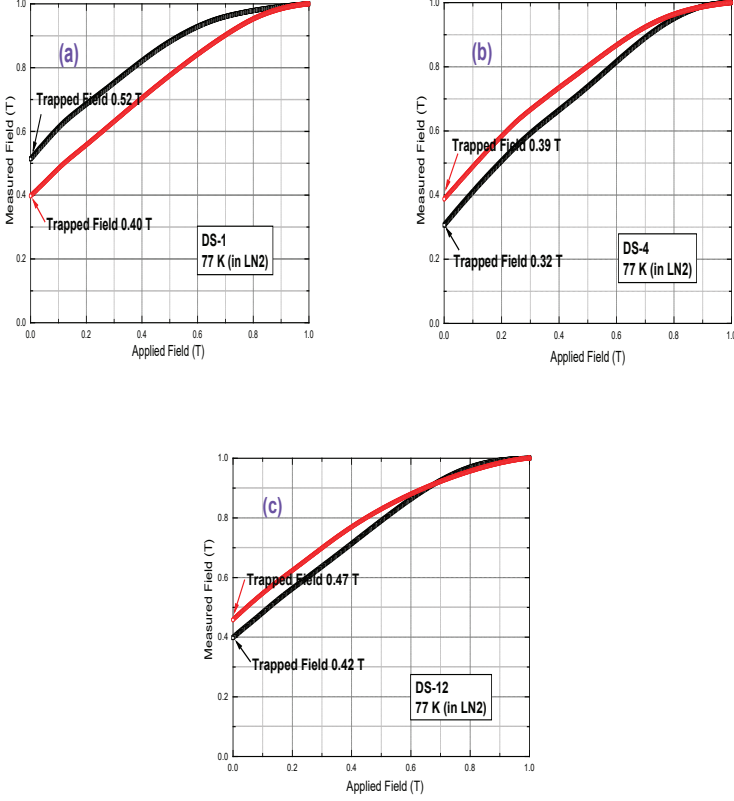 (a)
Trapped Field 0.52 T
Trapped Field 0.40 T
DS-1
77 K (in LN2)
Measured Field (T)
1.0
0.8
0.6
0.4
0.2
0.0
0.0 0.2 0.4 0.6 0.8 1.0
Applied Field (T)
(b)
Trapped Field 0.39 T
Trapped Field 0.32 T
DS-4
77 K (in LN2)
Measured Field (T)
1.0
0.8
0.6
0.4
0.2
0.0
0.0 0.2 0.4 0.6 0.8 1.0
Applied Field (T)
(c)
Trapped Field 0.47 T
Trapped Field 0.42 T
DS-12
77 K (in LN2)
Measured Field (T)
1.0
0.8
0.6
0.4
0.2
0.0
0.0 0.2 0.4 0.6 0.8 1.0
Applied Field (T)